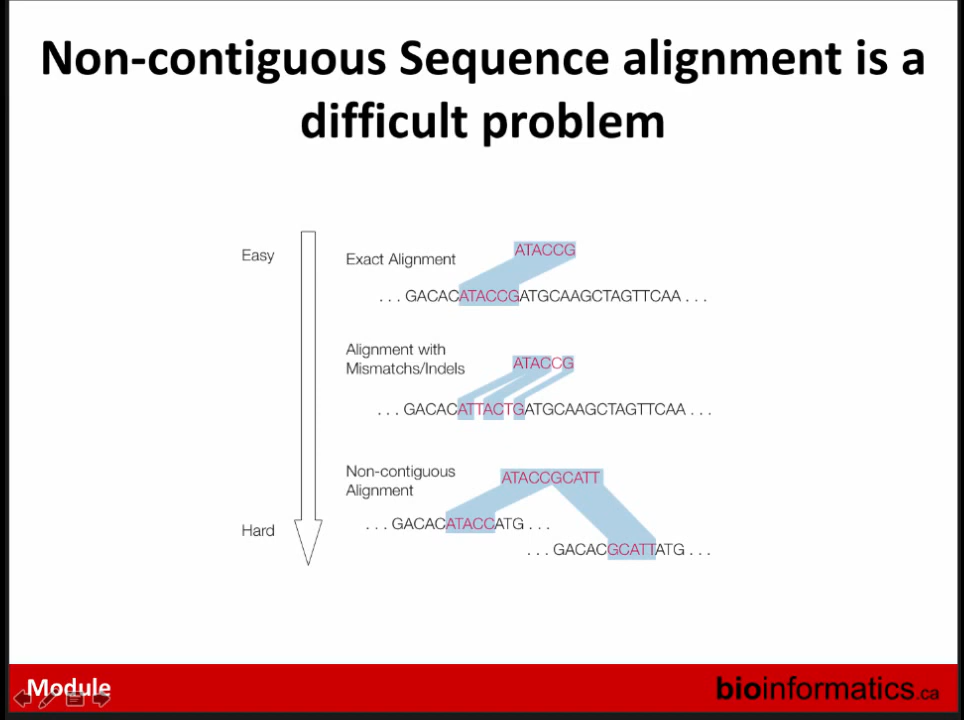 Non-contiguous Sequence alignment is a
difficult problem
Easy
Exact Alignment
ATACCG
. . . GACACATACCGATGCAAGCTAGTTCAA . . .
Alignment with
Mismatchs/Indels
ATACCG
. . . GACACATTACTGATGCAAGCTAGTTCAA . . .
Non-contiguous
Alignment
ATACCGCATT
Hard
. . . GACACATACCATG . . .
. . . GACACGCATTATG . . .
Module
bioinformatics.ca